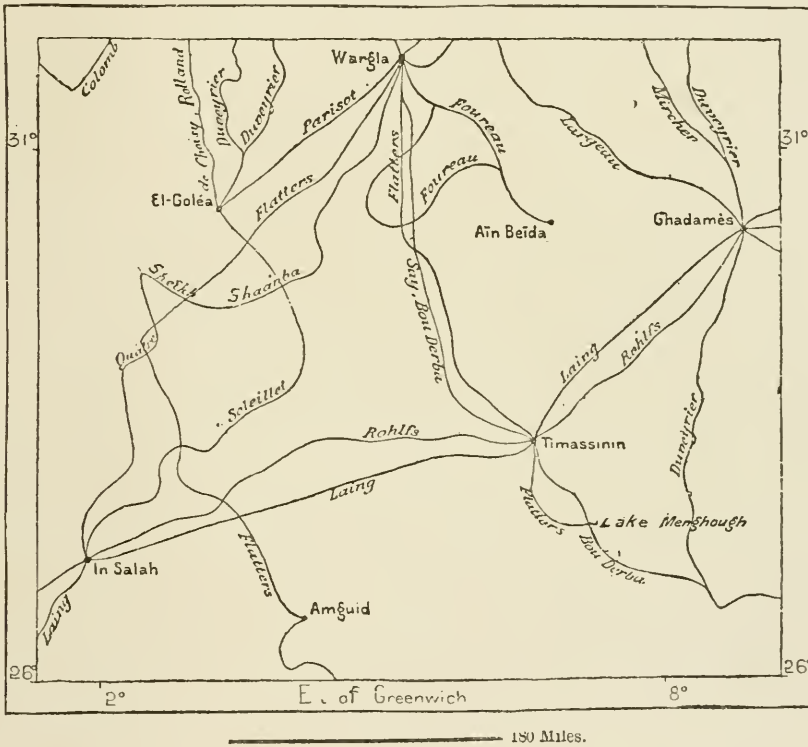 Colomb
de Choisy, Rolland
Duveyrier
Duveyrier
Wargla
Parisot
Flatters
Flatters
Foureau
Foureau
Largeau
Mircher
Duveyrier
31°
31°
El-Goléa
Aïn Beïda
Ghadamès
Sheikh
Shaanba
Ouatre
Soleillet
Say, Bou Derba
Laing
Rohlfs
Rohlfs
Laing
Timassinin
Duveyrier
Flatters
Lake Menghough
Bou Derba
In Salah
Laing
Flatters
Amguid
26°
26°
2°
E. of Greenwich
8°
180 Miles.